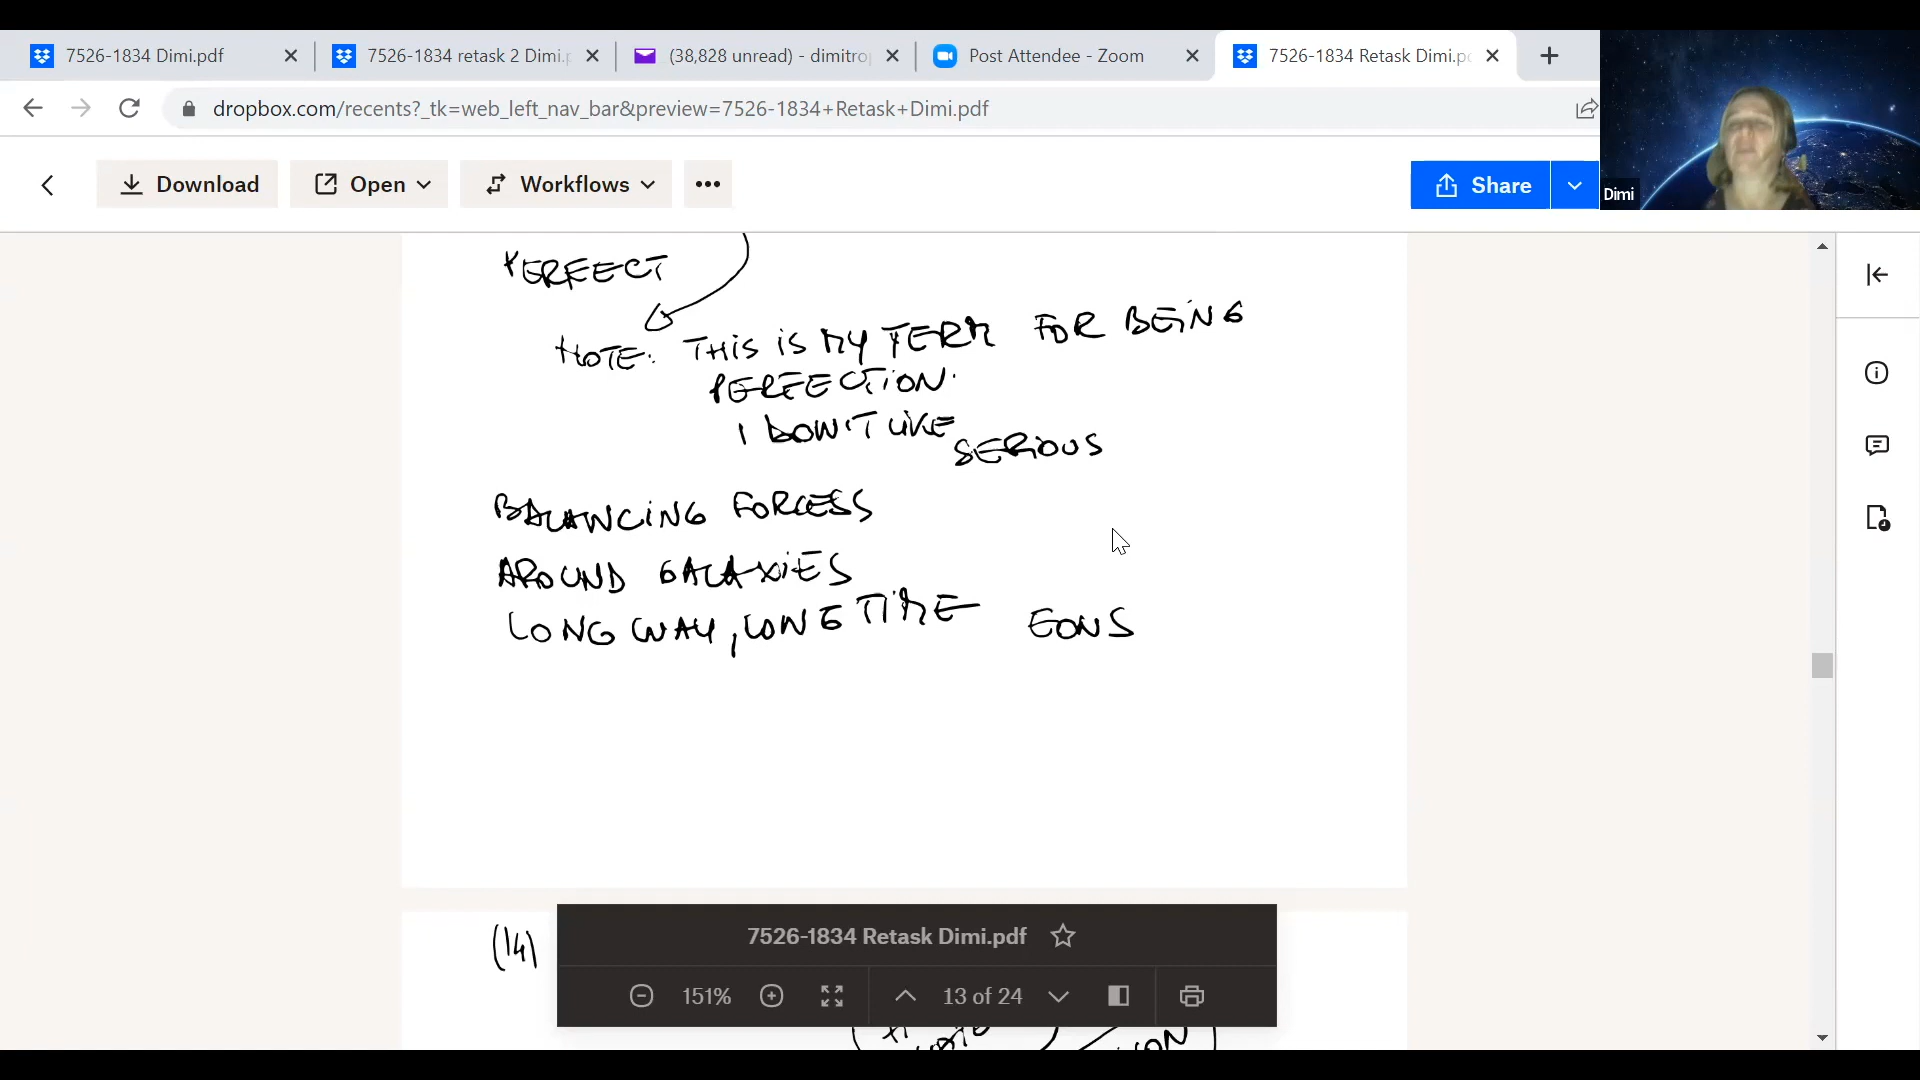 7526-1834 Dimi.pdf
7526-1834 retask 2 Dimi.p
(38,828 unread) - dimitrop
Post Attendee - Zoom
7526-1834 Retask Dimi.pd
dropbox.com/recents?_tk=web_left_nav_bar&preview=7526-1834+Retask+Dimi.pdf
Download
Open
Workflows
Share
Dimi
PERFECT
NOTE: THIS iS MY TERM FOR BEiNG
PERFECTiON.
I DON'T LIKE
SERIOUS
BALANCiNG FORCESS
AROUND GALAXiES
LONG WAY, LONG TIME EONS
(14)
7526-1834 Retask Dimi.pdf
151%
13 of 24